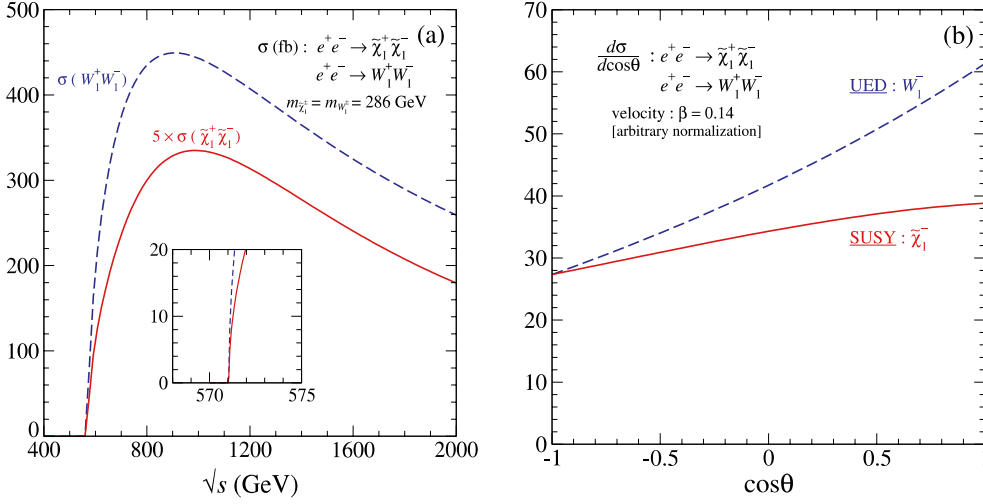 (a)
σ (fb) : e⁺ e⁻ → χ̃₁⁺ χ̃₁⁻
e⁺ e⁻ → W₁⁺ W₁⁻
m_χ̃₁± = m_W₁± = 286 GeV
σ ( W₁⁺ W₁⁻ )
5 × σ ( χ̃₁⁺ χ̃₁⁻ )
500
400
300
200
100
0
20
10
0
570
575
400
800
1200
1600
2000
√s (GeV)
(b)
dσ/dcosθ : e⁺ e⁻ → χ̃₁⁺ χ̃₁⁻
e⁺ e⁻ → W₁⁺ W₁⁻
velocity : β = 0.14
[arbitrary normalization]
UED : W₁⁻
SUSY : χ̃₁⁻
70
60
50
40
30
20
10
0
-1
-0.5
0
0.5
cosθ